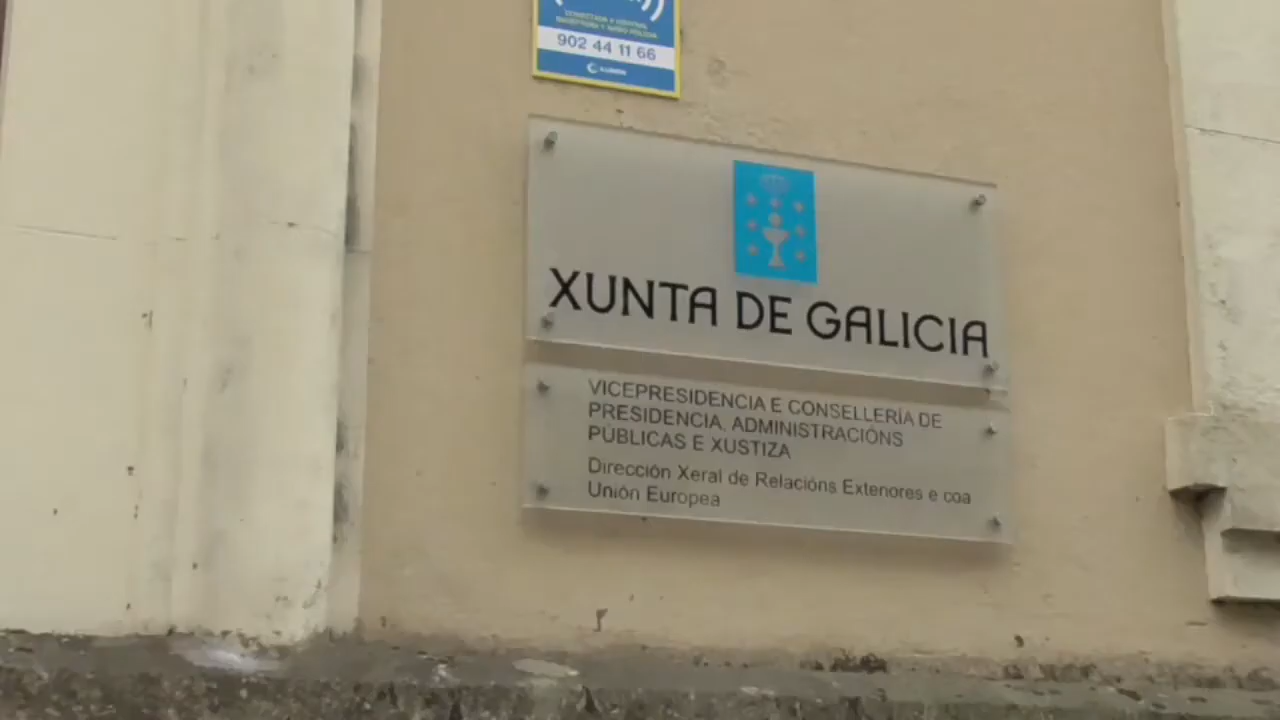 902 44 11 66
XUNTA DE GALICIA
VICEPRESIDENCIA E CONSELLERÍA DE
PRESIDENCIA, ADMINISTRACIÓNS
PÚBLICAS E XUSTIZA
Dirección Xeral de Relacións Exteriores e coa
Unión Europea